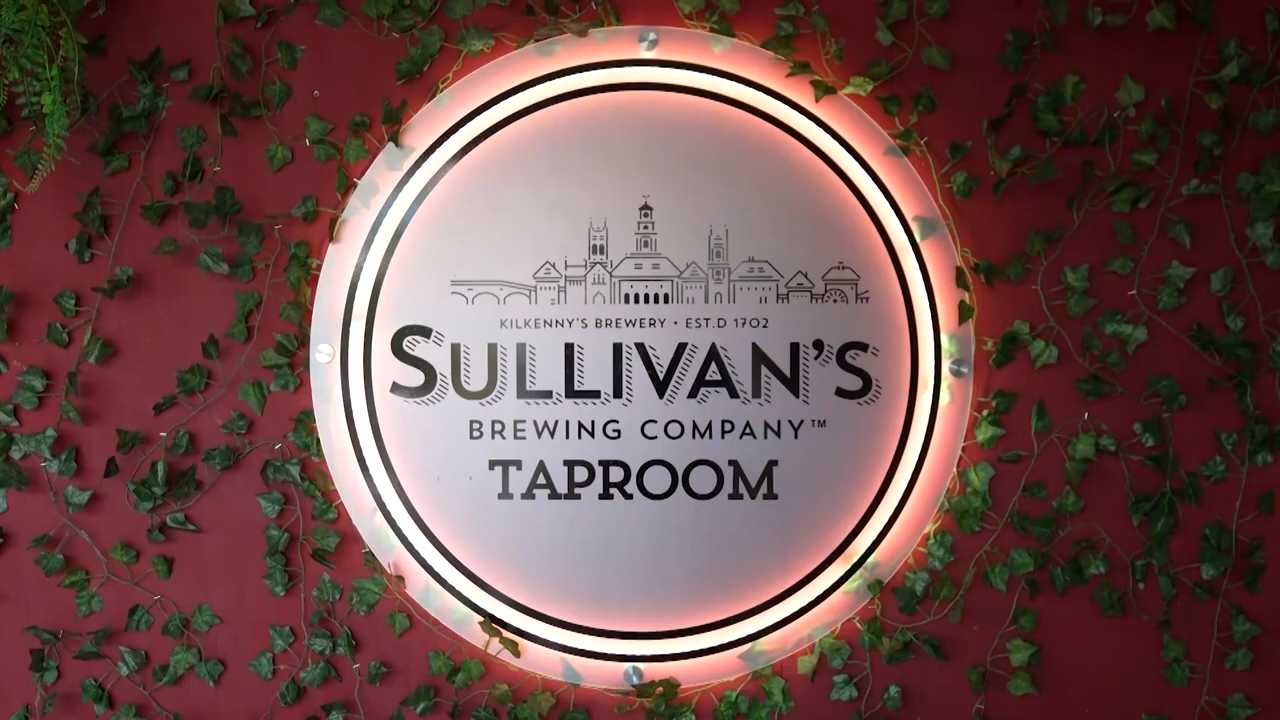 KILKENNY'S BREWERY • EST.D 1702
SULLIVAN'S
BREWING COMPANY™
TAPROOM